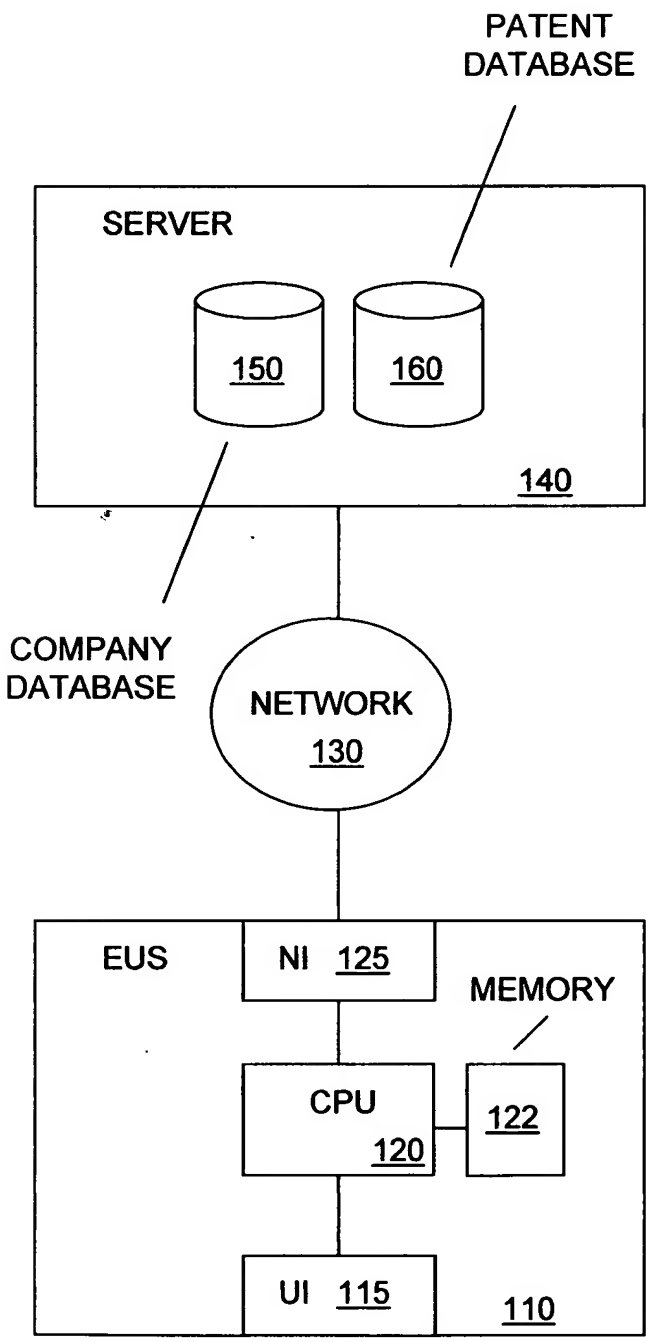 PATENT
DATABASE
SERVER
150
160
140
COMPANY
DATABASE
NETWORK
130
EUS
NI 125
MEMORY
CPU
120
122
UI 115
110